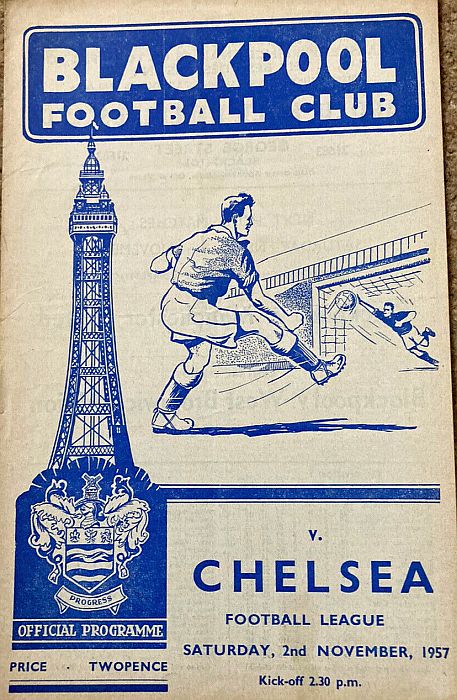 BLACKPOOL
FOOTBALL CLUB
PROGRESS
OFFICIAL PROGRAMME
PRICE · TWOPENCE
v.
CHELSEA
FOOTBALL LEAGUE
SATURDAY, 2nd NOVEMBER, 1957
Kick-off 2.30 p.m.